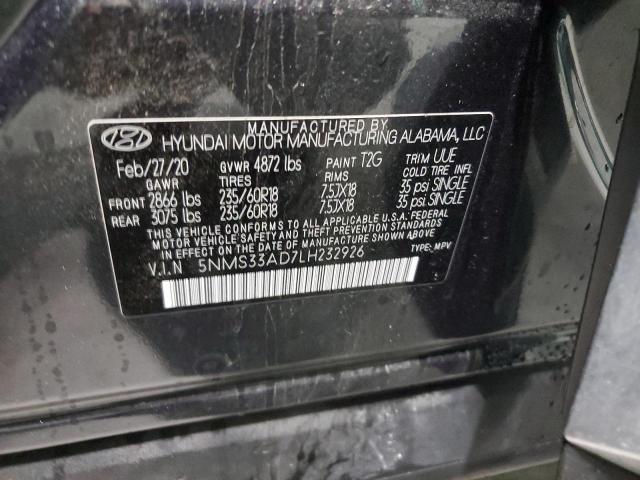 MANUFACTURED BY
HYUNDAI MOTOR MANUFACTURING ALABAMA, LLC
Feb/27/20 GVWR 4872 lbs PAINT T2G TRIM UUE
GAWR TIRES RIMS COLD TIRE INFL
FRONT 2866 lbs 235/60R18 7.5JX18 35 psi SINGLE
REAR 3075 lbs 235/60R18 7.5JX18 35 psi SINGLE
THIS VEHICLE CONFORMS TO ALL APPLICABLE U.S.A. FEDERAL
MOTOR VEHICLE SAFETY AND THEFT PREVENTION STANDARDS
IN EFFECT ON THE DATE OF MANUFACTURE SHOWN ABOVE.
V.I.N 5NMS33AD7LH232926 TYPE: MPV